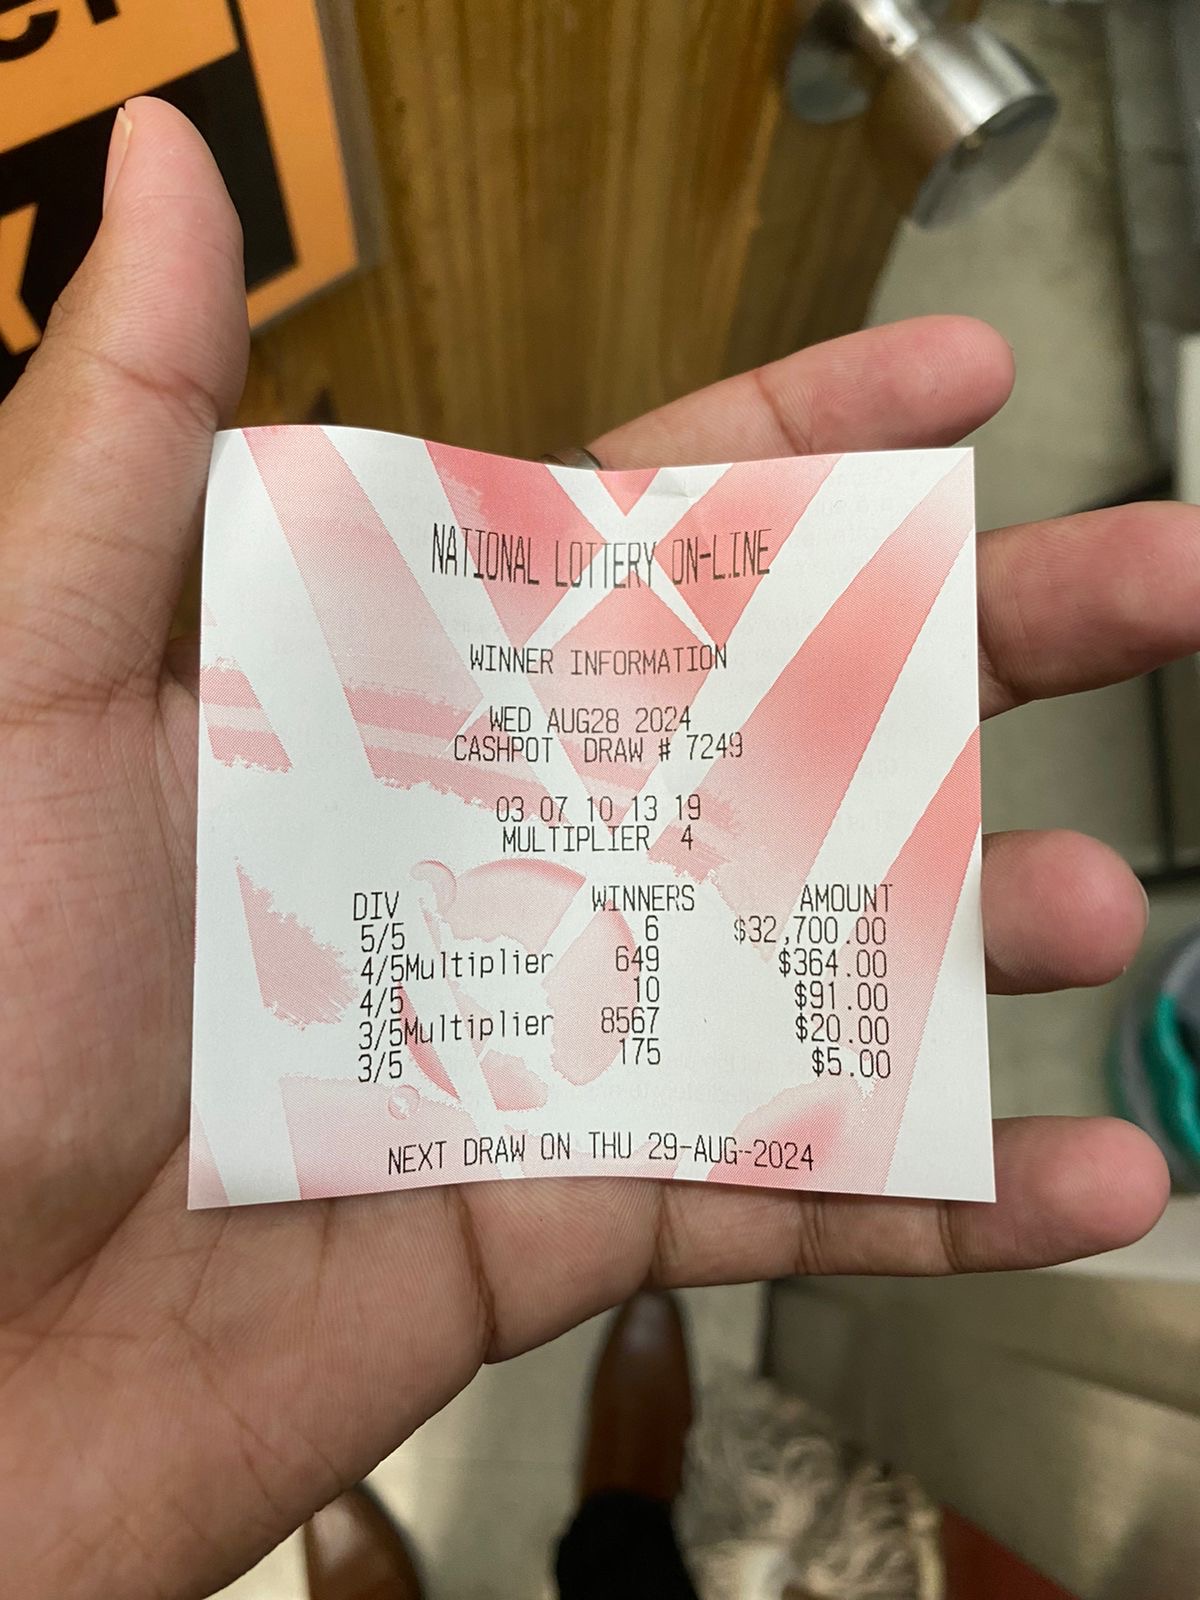 NATIONAL LOTTERY ON-LINE
WINNER INFORMATION
WED AUG28 2024
CASHPOT DRAW # 7249
03 07 10 13 19
MULTIPLIER 4
DIV WINNERS AMOUNT
5/5 6 $32,700.00
4/5Multiplier 649 $364.00
4/5 10 $91.00
3/5Multiplier 8567 $20.00
3/5 175 $5.00
NEXT DRAW ON THU 29-AUG-2024